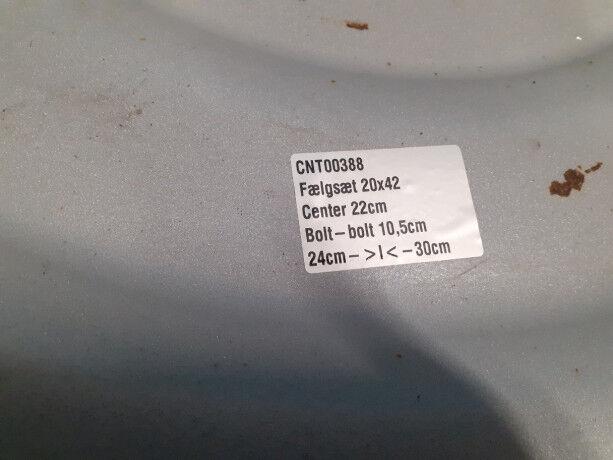 CNT00388
Fælgsæt 20x42
Center 22cm
Bolt-bolt 10,5cm
24cm->I<-30cm